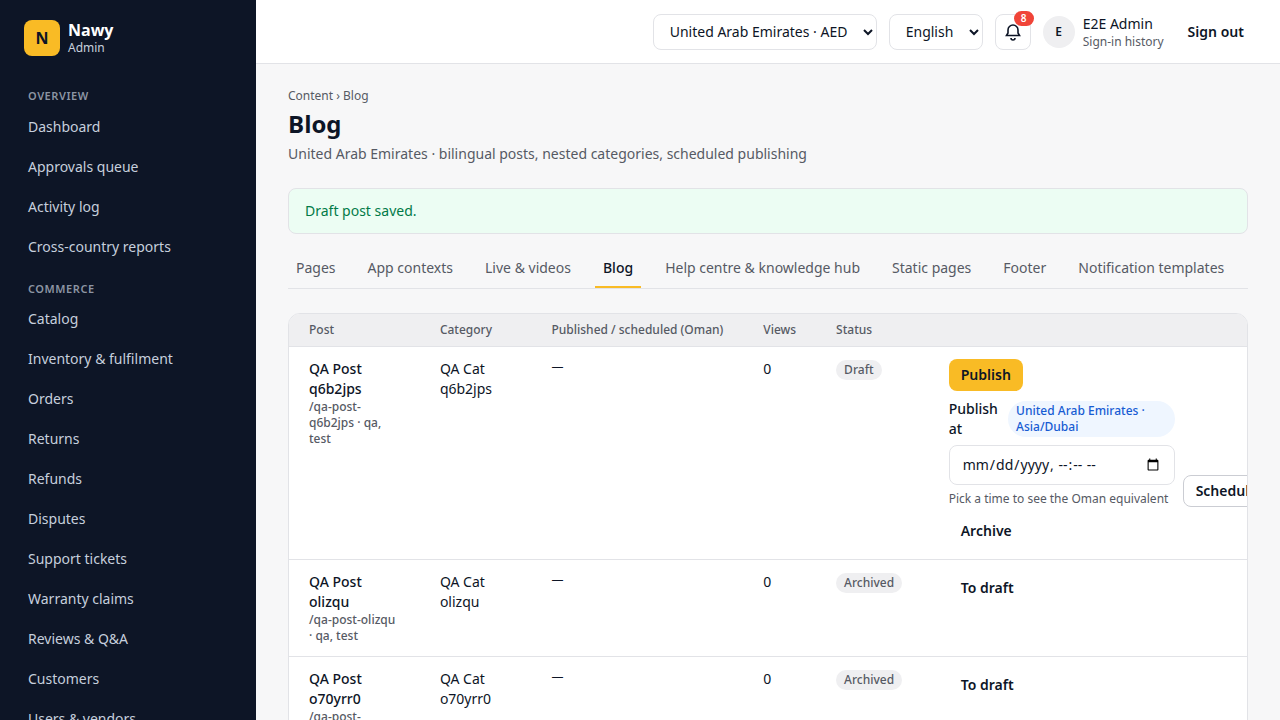 N
Nawy
Admin
United Arab Emirates · AED
English
8
E
E2E Admin
Sign-in history
Sign out
OVERVIEW
Dashboard
Approvals queue
Activity log
Cross-country reports
COMMERCE
Catalog
Inventory & fulfilment
Orders
Returns
Refunds
Disputes
Support tickets
Warranty claims
Reviews & Q&A
Customers
Users & vendors
Content › Blog
Blog
United Arab Emirates · bilingual posts, nested categories, scheduled publishing
Draft post saved.
Pages App contexts Live & videos Blog Help centre & knowledge hub Static pages Footer Notification templates
Post Category Published / scheduled (Oman) Views Status
QA Post
q6b2jps
/qa-post-
q6b2jps · qa,
test
QA Cat
q6b2jps
—
0
Draft
Publish
Publish
at
United Arab Emirates ·
Asia/Dubai
mm/dd/yyyy, --:-- --
Pick a time to see the Oman equivalent
Schedul
Archive
QA Post
olizqu
/qa-post-olizqu
· qa, test
QA Cat
olizqu
—
0
Archived
To draft
QA Post
o70yrr0
/qa-post-
QA Cat
o70yrr0
—
0
Archived
To draft